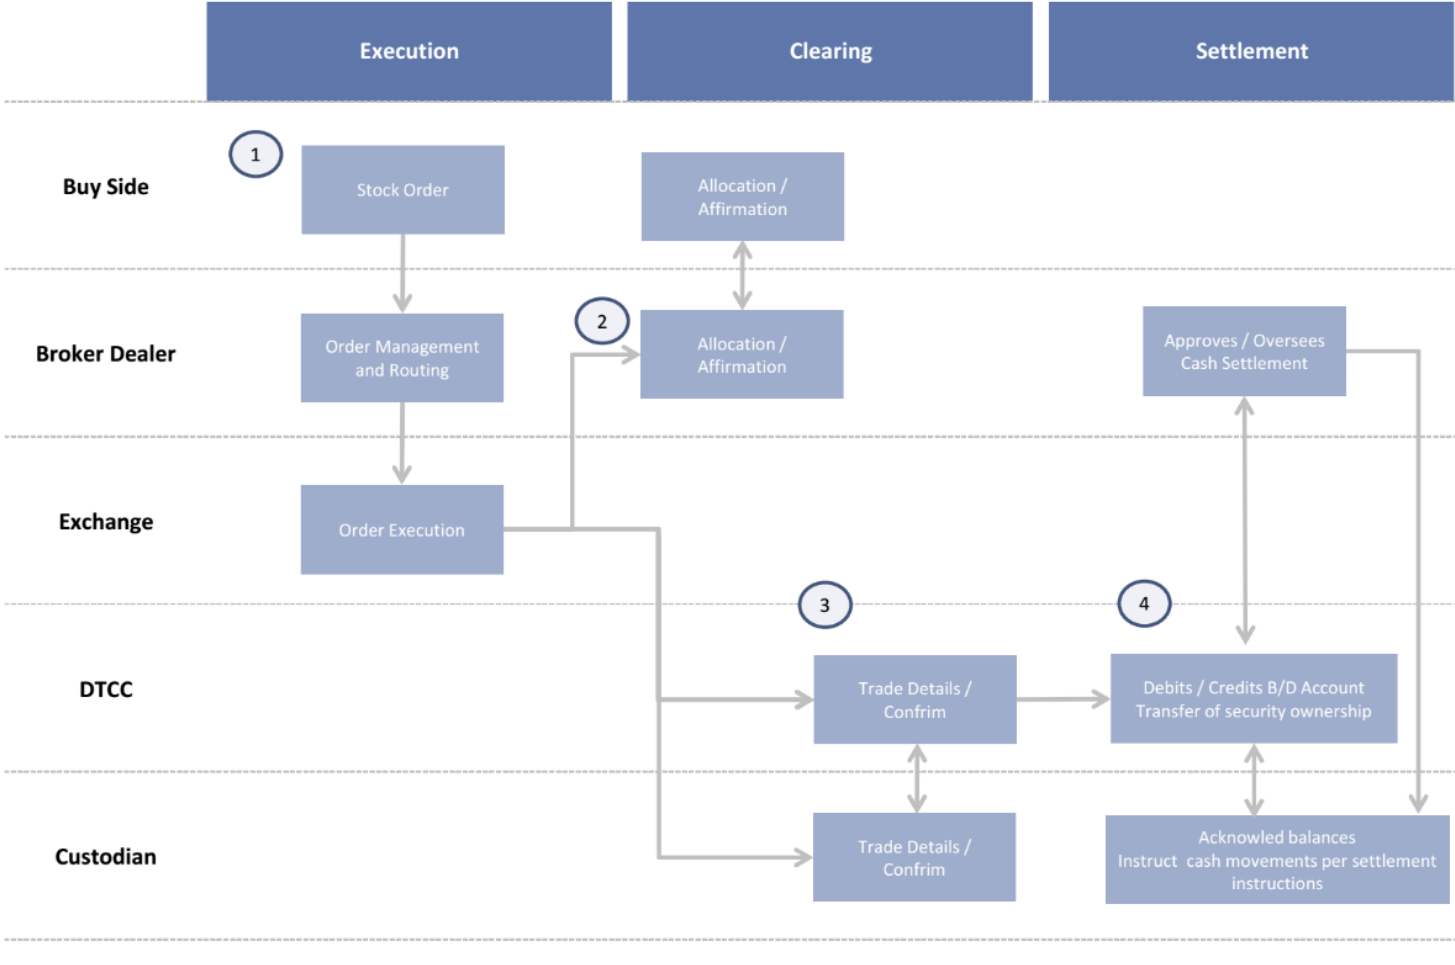 Execution
Clearing
Settlement
Buy Side
1
Stock Order
Allocation /
Affirmation
Broker Dealer
Order Management
and Routing
2
Allocation /
Affirmation
Approves / Oversees
Cash Settlement
Exchange
Order Execution
3
4
DTCC
Trade Details /
Confrim
Debits / Credits B/D Account
Transfer of security ownership
Custodian
Trade Details /
Confrim
Acknowled balances
Instruct cash movements per settlement
instructions